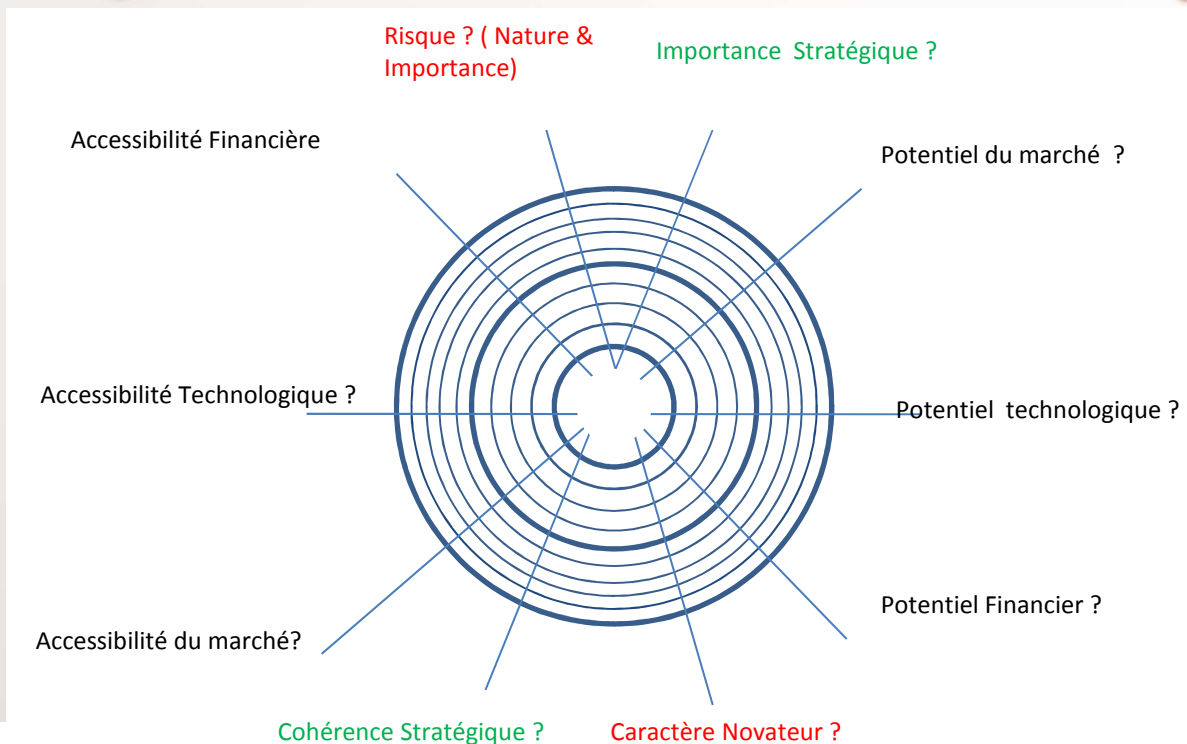 Risque ? ( Nature &
Importance)
Importance Stratégique ?
Accessibilité Financière
Potentiel du marché ?
Accessibilité Technologique ?
Potentiel technologique ?
Potentiel Financier ?
Accessibilité du marché?
Cohérence Stratégique ?
Caractère Novateur ?